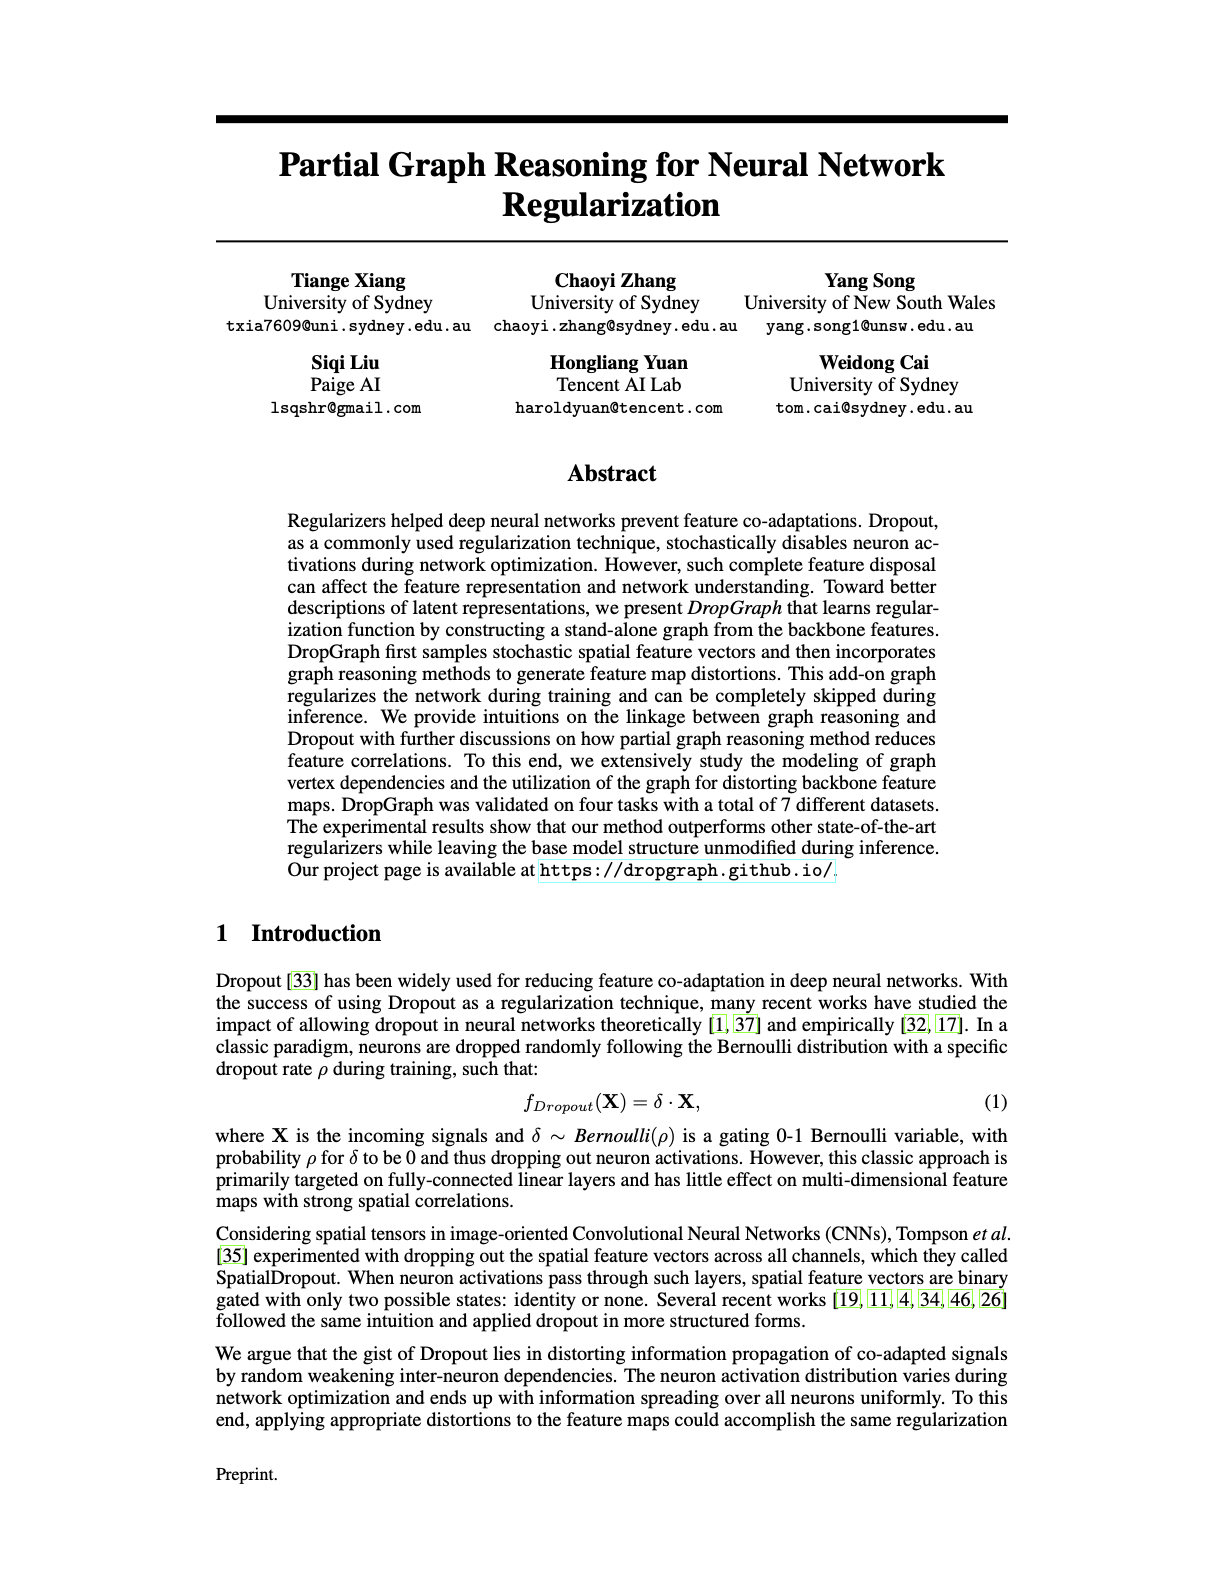 Partial Graph Reasoning for Neural Network
Regularization
Tiange Xiang
University of Sydney
txia7609@uni.sydney.edu.au
Chaoyi Zhang
University of Sydney
chaoyi.zhang@sydney.edu.au
Yang Song
University of New South Wales
yang.song1@unsw.edu.au
Siqi Liu
Paige AI
lsqshr@gmail.com
Hongliang Yuan
Tencent AI Lab
haroldyuan@tencent.com
Weidong Cai
University of Sydney
tom.cai@sydney.edu.au
Abstract
Regularizers helped deep neural networks prevent feature co-adaptations. Dropout,
as a commonly used regularization technique, stochastically disables neuron ac-
tivations during network optimization. However, such complete feature disposal
can affect the feature representation and network understanding. Toward better
descriptions of latent representations, we present DropGraph that learns regular-
ization function by constructing a stand-alone graph from the backbone features.
DropGraph first samples stochastic spatial feature vectors and then incorporates
graph reasoning methods to generate feature map distortions. This add-on graph
regularizes the network during training and can be completely skipped during
inference. We provide intuitions on the linkage between graph reasoning and
Dropout with further discussions on how partial graph reasoning method reduces
feature correlations. To this end, we extensively study the modeling of graph
vertex dependencies and the utilization of the graph for distorting backbone feature
maps. DropGraph was validated on four tasks with a total of 7 different datasets.
The experimental results show that our method outperforms other state-of-the-art
regularizers while leaving the base model structure unmodified during inference.
Our project page is available at https://dropgraph.github.io/.
1 Introduction
Dropout [33] has been widely used for reducing feature co-adaptation in deep neural networks. With
the success of using Dropout as a regularization technique, many recent works have studied the
impact of allowing dropout in neural networks theoretically [1, 37] and empirically [32, 17]. In a
classic paradigm, neurons are dropped randomly following the Bernoulli distribution with a specific
dropout rate ρ during training, such that:
f_{Dropout}(X) = δ · X, (1)
where X is the incoming signals and δ ∼ Bernoulli(ρ) is a gating 0-1 Bernoulli variable, with
probability ρ for δ to be 0 and thus dropping out neuron activations. However, this classic approach is
primarily targeted on fully-connected linear layers and has little effect on multi-dimensional feature
maps with strong spatial correlations.
Considering spatial tensors in image-oriented Convolutional Neural Networks (CNNs), Tompson et al.
[35] experimented with dropping out the spatial feature vectors across all channels, which they called
SpatialDropout. When neuron activations pass through such layers, spatial feature vectors are binary
gated with only two possible states: identity or none. Several recent works [19, 11, 4, 34, 46, 26]
followed the same intuition and applied dropout in more structured forms.
We argue that the gist of Dropout lies in distorting information propagation of co-adapted signals
by random weakening inter-neuron dependencies. The neuron activation distribution varies during
network optimization and ends up with information spreading over all neurons uniformly. To this
end, applying appropriate distortions to the feature maps could accomplish the same regularization
Preprint.